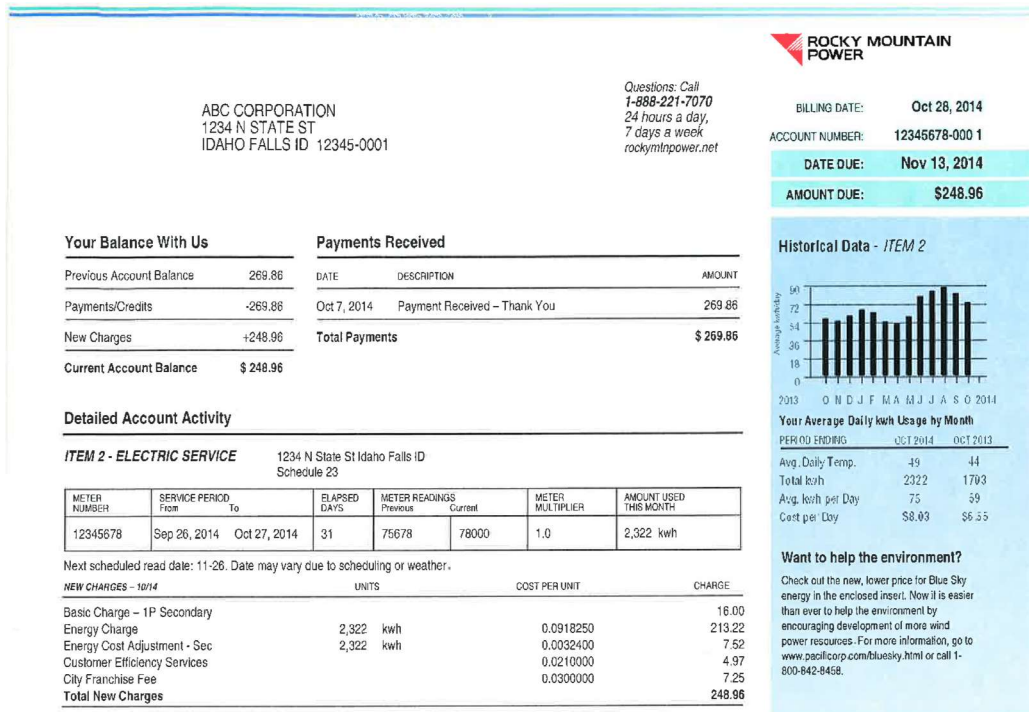 ROCKY MOUNTAIN
POWER
ABC CORPORATION
1234 N STATE ST
IDAHO FALLS ID 12345-0001
Questions: Call
1-888-221-7070
24 hours a day,
7 days a week
rockymtnpower.net
BILLING DATE: Oct 28, 2014
ACCOUNT NUMBER: 12345678-000 1
DATE DUE: Nov 13, 2014
AMOUNT DUE: $248.96
Your Balance With Us
Previous Account Balance 269.86
Payments/Credits -269.86
New Charges +248.96
Current Account Balance $ 248.96
Payments Received
DATE DESCRIPTION AMOUNT
Oct 7, 2014 Payment Received – Thank You 269.86
Total Payments $ 269.86
Historical Data - ITEM 2
Average kwh/day
90
72
54
36
18
0
2013 O N D J F M A M J J A S O 2014
Your Average Daily kwh Usage by Month
PERIOD ENDING OCT 2014 OCT 2013
Avg. Daily Temp. 49 44
Total kwh 2322 1703
Avg. kwh per Day 75 59
Cost per Day $8.03 $6.55
Detailed Account Activity
ITEM 2 - ELECTRIC SERVICE 1234 N State St Idaho Falls ID
Schedule 23
METER NUMBER SERVICE PERIOD From To ELAPSED DAYS METER READINGS Previous Current METER MULTIPLIER AMOUNT USED THIS MONTH
12345678 Sep 26, 2014 Oct 27, 2014 31 75678 78000 1.0 2,322 kwh
Next scheduled read date: 11-26. Date may vary due to scheduling or weather.
NEW CHARGES – 10/14 UNITS COST PER UNIT CHARGE
Basic Charge – 1P Secondary 16.00
Energy Charge 2,322 kwh 0.0918250 213.22
Energy Cost Adjustment - Sec 2,322 kwh 0.0032400 7.52
Customer Efficiency Services 0.0210000 4.97
City Franchise Fee 0.0300000 7.25
Total New Charges 248.96
Want to help the environment?
Check out the new, lower price for Blue Sky
energy in the enclosed insert. Now it is easier
than ever to help the environment by
encouraging development of more wind
power resources. For more information, go to
www.pacificorp.com/bluesky.html or call 1-
800-842-8458.